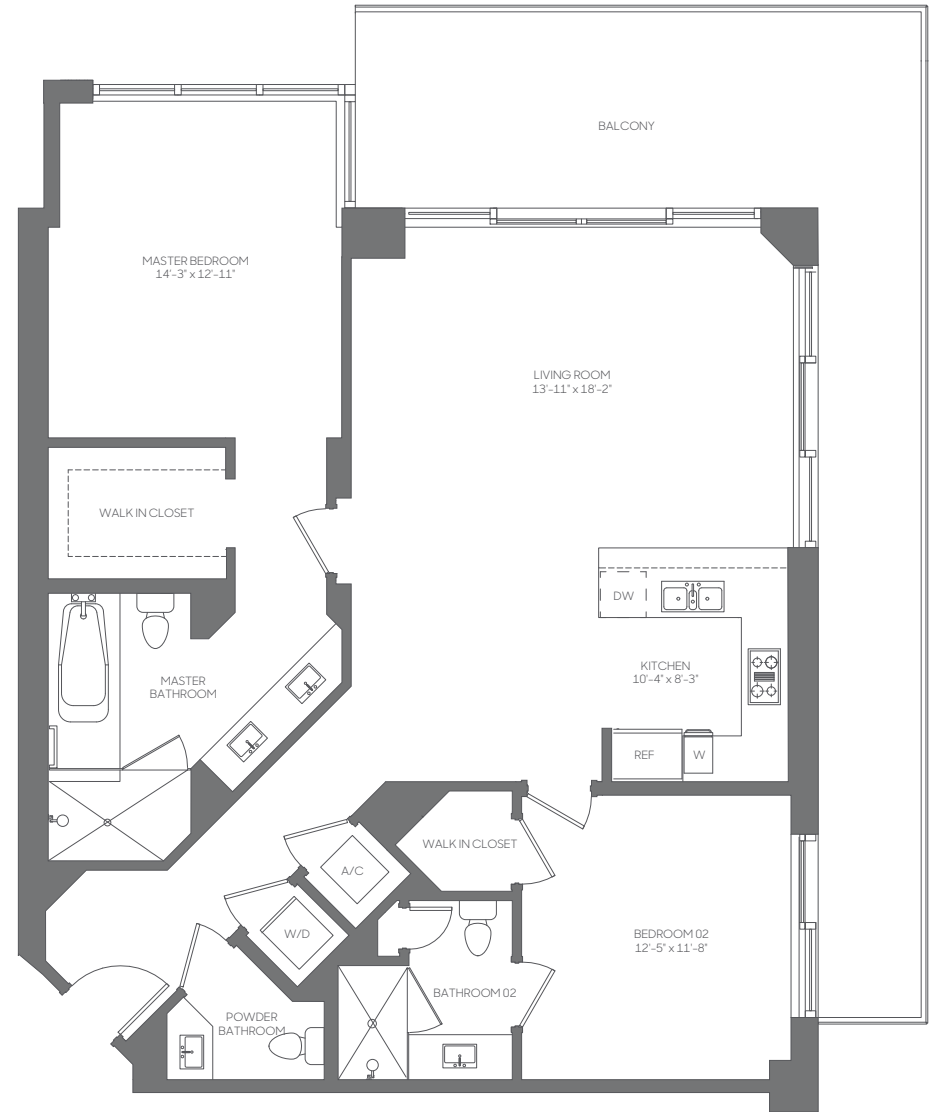 BALCONY
MASTER BEDROOM
14'-3" x 12'-11"
LIVING ROOM
13'-11" x 18'-2"
WALK IN CLOSET
DW
KITCHEN
10'-4" x 8'-3"
MASTER
BATHROOM
REF
W
WALK IN CLOSET
A/C
W/D
BEDROOM 02
12'-5" x 11'-8"
BATHROOM 02
POWDER
BATHROOM